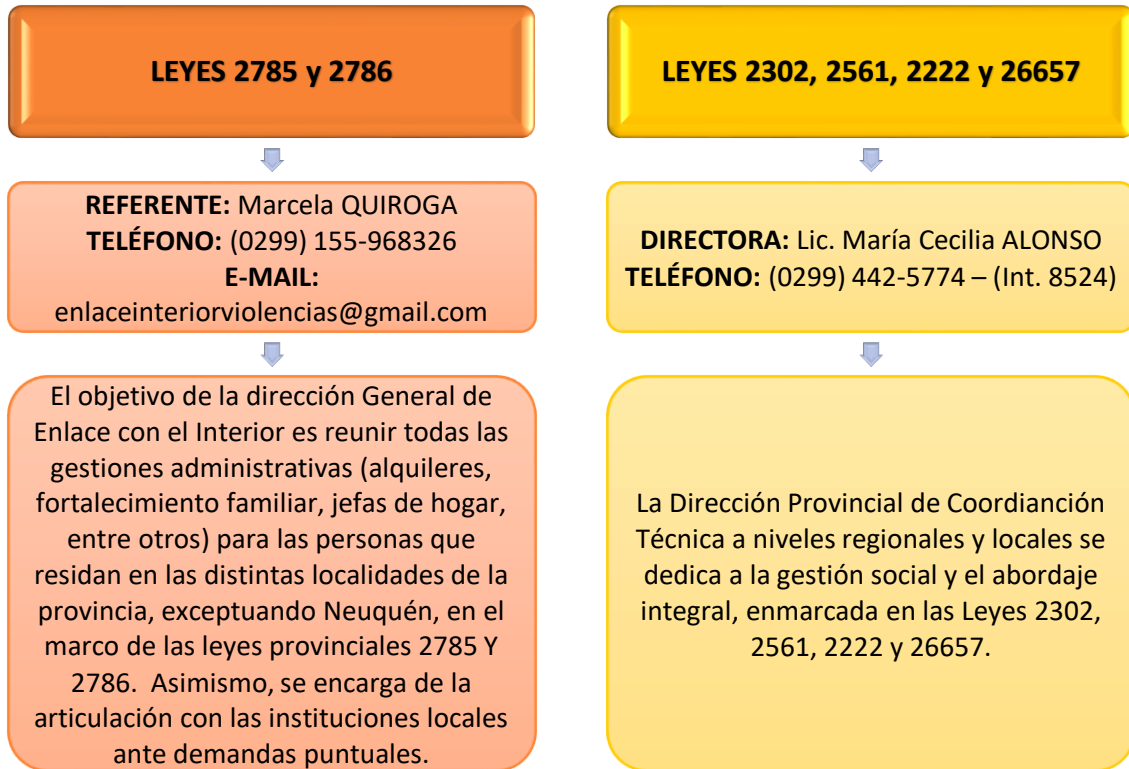 LEYES 2785 y 2786
REFERENTE: Marcela QUIROGA
TELÉFONO: (0299) 155-968326
E-MAIL:
enlaceinteriorviolencias@gmail.com
El objetivo de la dirección General de
Enlace con el Interior es reunir todas las
gestiones administrativas (alquileres,
fortalecimiento familiar, jefas de hogar,
entre otros) para las personas que
residan en las distintas localidades de la
provincia, exceptuando Neuquén, en el
marco de las leyes provinciales 2785 Y
2786. Asimismo, se encarga de la
articulación con las instituciones locales
ante demandas puntuales.
LEYES 2302, 2561, 2222 y 26657
DIRECTORA: Lic. María Cecilia ALONSO
TELÉFONO: (0299) 442-5774 – (Int. 8524)
La Dirección Provincial de Coordianción
Técnica a niveles regionales y locales se
dedica a la gestión social y el abordaje
integral, enmarcada en las Leyes 2302,
2561, 2222 y 26657.